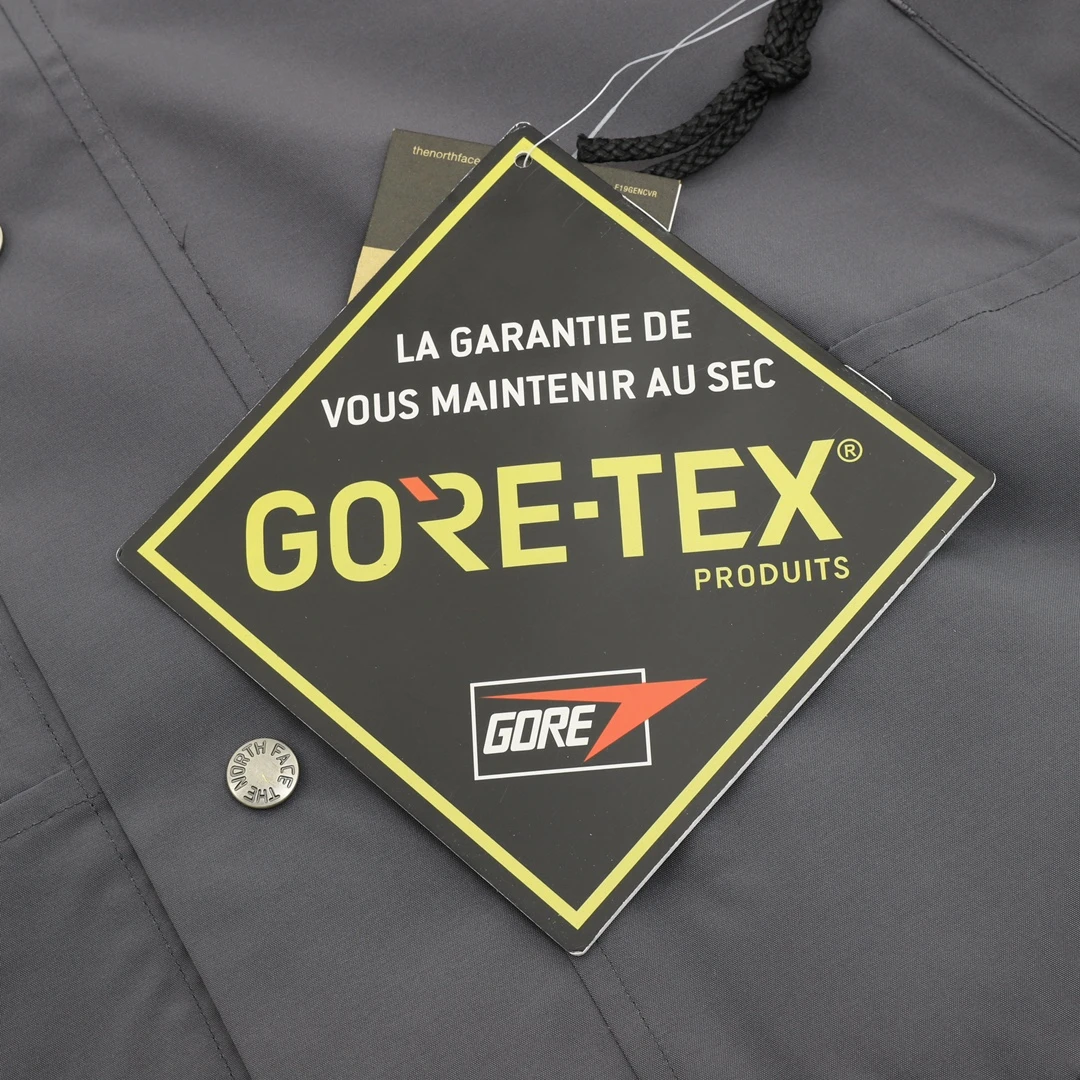 thenorthface
F19GENCVR
LA GARANTIE DE
VOUS MAINTENIR AU SEC
GORE-TEX®
PRODUITS
GORE
THE NORTH FACE